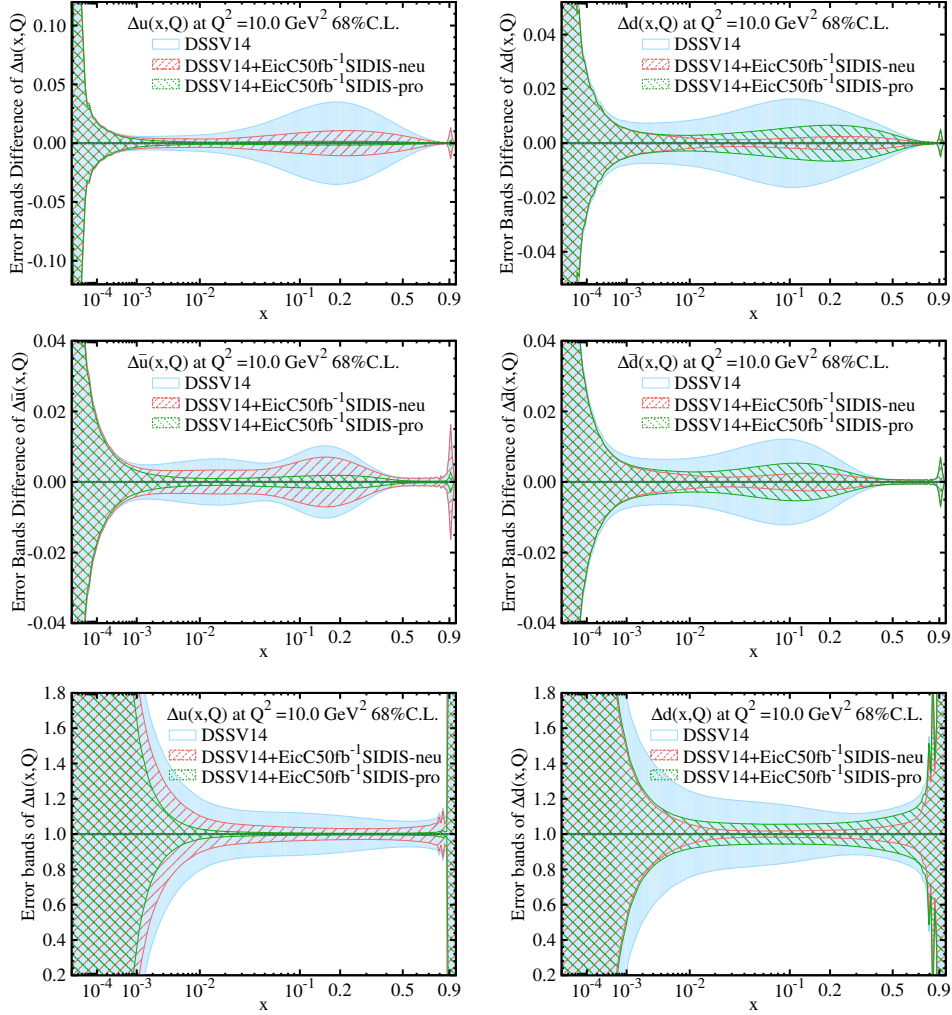 Δu(x,Q) at Q² =10.0 GeV² 68%C.L.
DSSV14
DSSV14+EicC50fb⁻¹SIDIS-neu
DSSV14+EicC50fb⁻¹SIDIS-pro
Error Bands Difference of Δu(x,Q)
0.10
0.05
0.00
-0.05
-0.10
10⁻⁴ 10⁻³ 10⁻² 10⁻¹ 0.2 0.5 0.9
x
Δd(x,Q) at Q² =10.0 GeV² 68%C.L.
DSSV14
DSSV14+EicC50fb⁻¹SIDIS-neu
DSSV14+EicC50fb⁻¹SIDIS-pro
Error Bands Difference of Δd(x,Q)
0.04
0.02
0.00
-0.02
-0.04
10⁻⁴ 10⁻³ 10⁻² 10⁻¹ 0.2 0.5 0.9
x
Δū(x,Q) at Q² =10.0 GeV² 68%C.L.
DSSV14
DSSV14+EicC50fb⁻¹SIDIS-neu
DSSV14+EicC50fb⁻¹SIDIS-pro
Error Bands Difference of Δū(x,Q)
0.04
0.02
0.00
-0.02
-0.04
10⁻⁴ 10⁻³ 10⁻² 10⁻¹ 0.2 0.5 0.9
x
Δd̄(x,Q) at Q² =10.0 GeV² 68%C.L.
DSSV14
DSSV14+EicC50fb⁻¹SIDIS-neu
DSSV14+EicC50fb⁻¹SIDIS-pro
Error Bands Difference of Δd̄(x,Q)
0.04
0.02
0.00
-0.02
-0.04
10⁻⁴ 10⁻³ 10⁻² 10⁻¹ 0.2 0.5 0.9
x
Δu(x,Q) at Q² =10.0 GeV² 68%C.L.
DSSV14
DSSV14+EicC50fb⁻¹SIDIS-neu
DSSV14+EicC50fb⁻¹SIDIS-pro
Error bands of Δu(x,Q)
1.8
1.6
1.4
1.2
1.0
0.8
0.6
0.4
0.2
10⁻⁴ 10⁻³ 10⁻² 10⁻¹ 0.2 0.5 0.9
x
Δd(x,Q) at Q² =10.0 GeV² 68%C.L.
DSSV14
DSSV14+EicC50fb⁻¹SIDIS-neu
DSSV14+EicC50fb⁻¹SIDIS-pro
Error bands of Δd(x,Q)
1.8
1.6
1.4
1.2
1.0
0.8
0.6
0.4
0.2
10⁻⁴ 10⁻³ 10⁻² 10⁻¹ 0.2 0.5 0.9
x